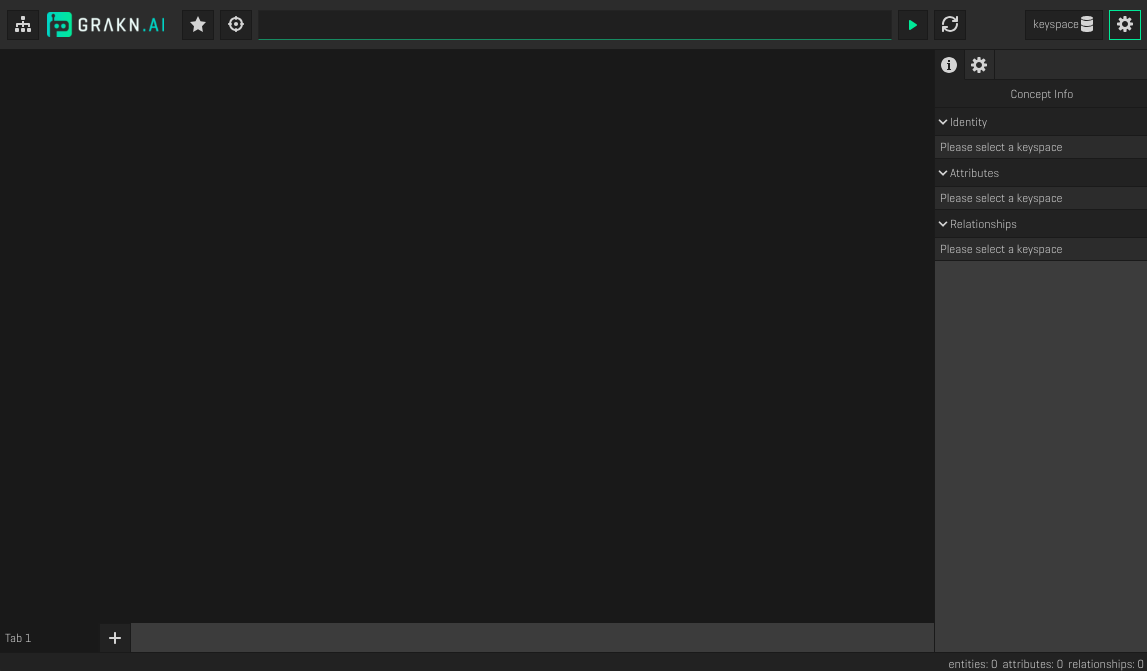 GRAKN.AI
keyspace
Concept Info
Identity
Please select a keyspace
Attributes
Please select a keyspace
Relationships
Please select a keyspace
Tab 1
entities: 0 attributes: 0 relationships: 0